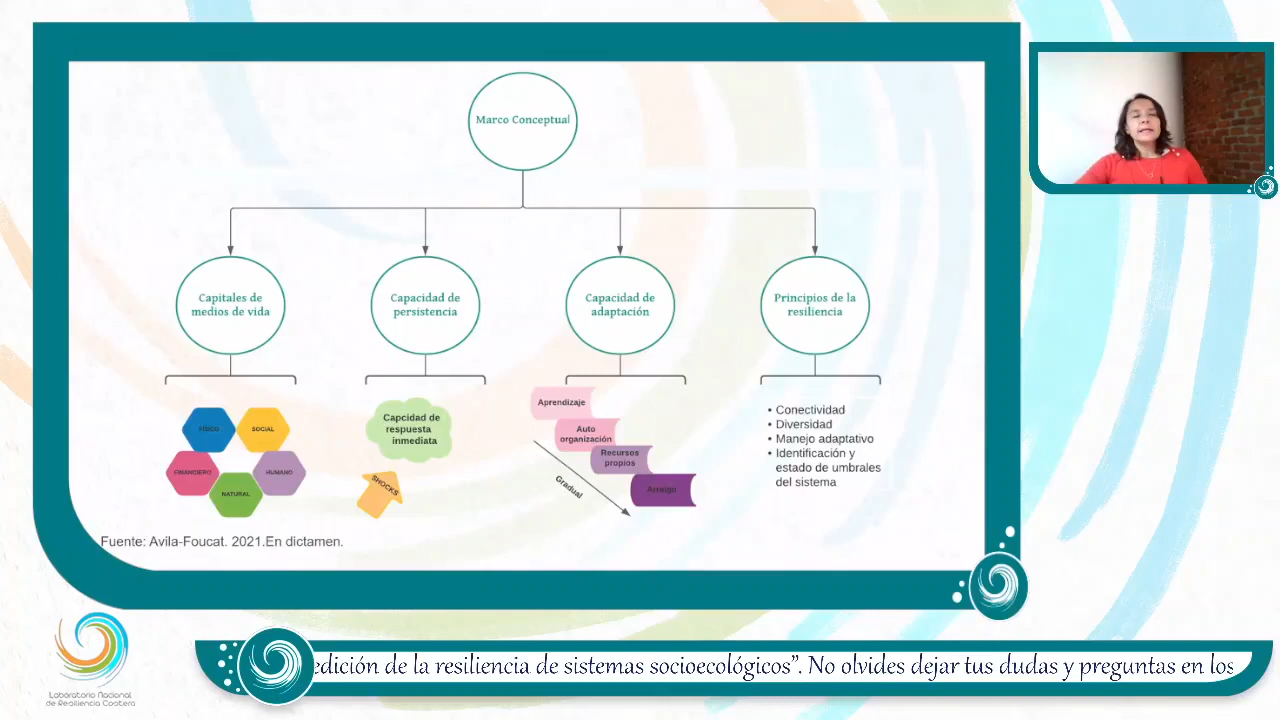 Marco Conceptual
Capitales de
medios de vida
Capacidad de
persistencia
Capacidad de
adaptación
Principios de la
resiliencia
FÍSICO
SOCIAL
FINANCIERO
HUMANO
NATURAL
Capcidad de
respuesta
inmediata
SHOCKS
Aprendizaje
Auto
organización
Recursos
propios
Arraigo
Gradual
• Conectividad
• Diversidad
• Manejo adaptativo
• Identificación y
estado de umbrales
del sistema
Fuente: Avila-Foucat. 2021.En dictamen.
Laboratorio Nacional
de Resiliencia Costera
edición de la resiliencia de sistemas socioecológicos”. No olvides dejar tus dudas y preguntas en los